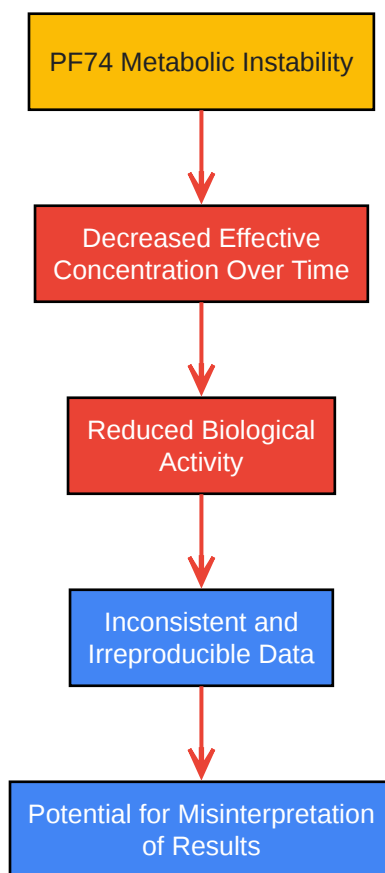 PF74 Metabolic Instability
Decreased Effective
Concentration Over Time
Reduced Biological
Activity
Inconsistent and
Irreproducible Data
Potential for Misinterpretation
of Results